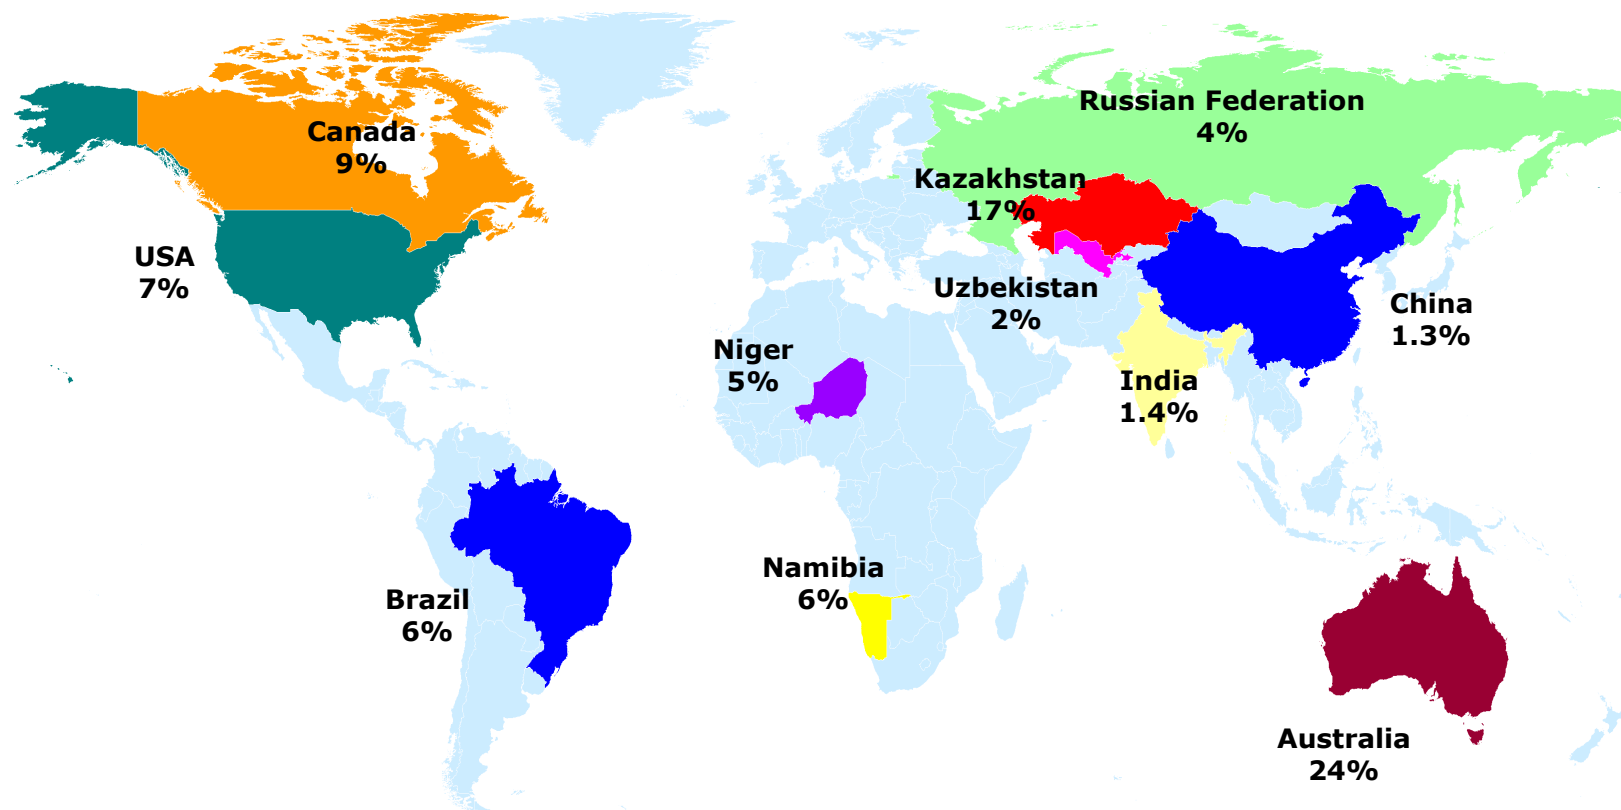 Russian Federation
4%
Canada
9%
Kazakhstan
17%
USA
7%
Uzbekistan
2%
China
1.3%
Niger
5%
India
1.4%
Namibia
6%
Brazil
6%
Australia
24%